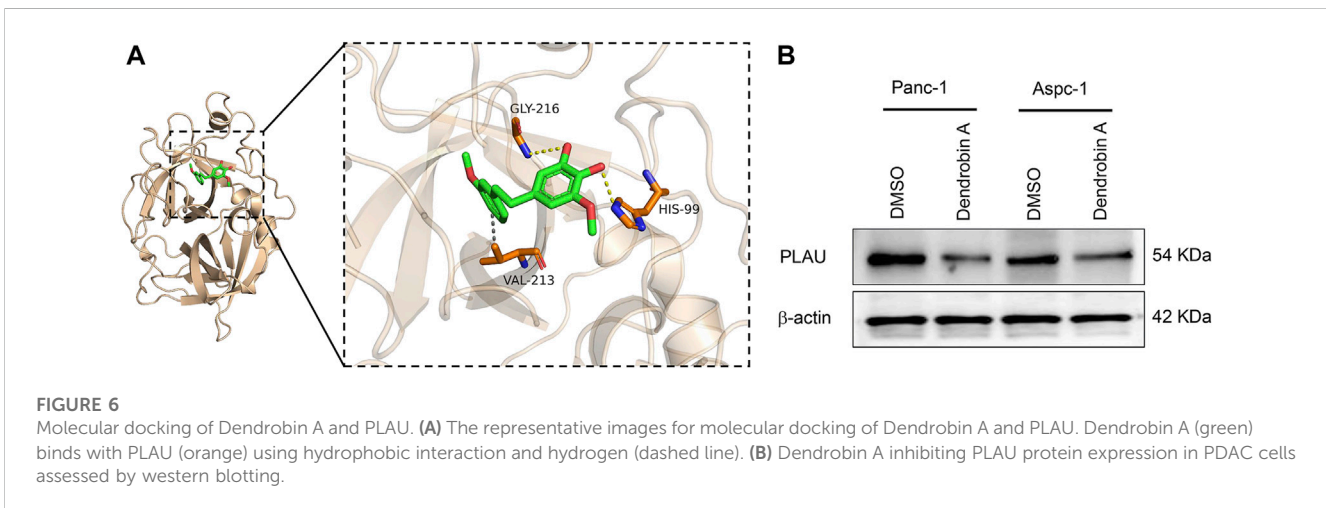 A
GLY-216
HIS-99
VAL-213
B
Panc-1
Aspc-1
DMSO
Dendrobin A
DMSO
Dendrobin A
PLAU
54 KDa
β-actin
42 KDa
FIGURE 6
Molecular docking of Dendrobin A and PLAU. (A) The representative images for molecular docking of Dendrobin A and PLAU. Dendrobin A (green)
binds with PLAU (orange) using hydrophobic interaction and hydrogen (dashed line). (B) Dendrobin A inhibiting PLAU protein expression in PDAC cells
assessed by western blotting.